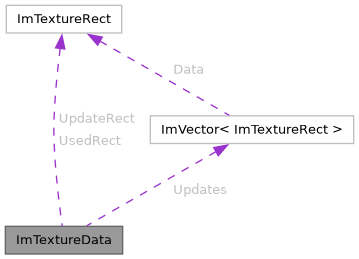 ImTextureRect
Data
UpdateRect
UsedRect
ImVector< ImTextureRect >
Updates
ImTextureData